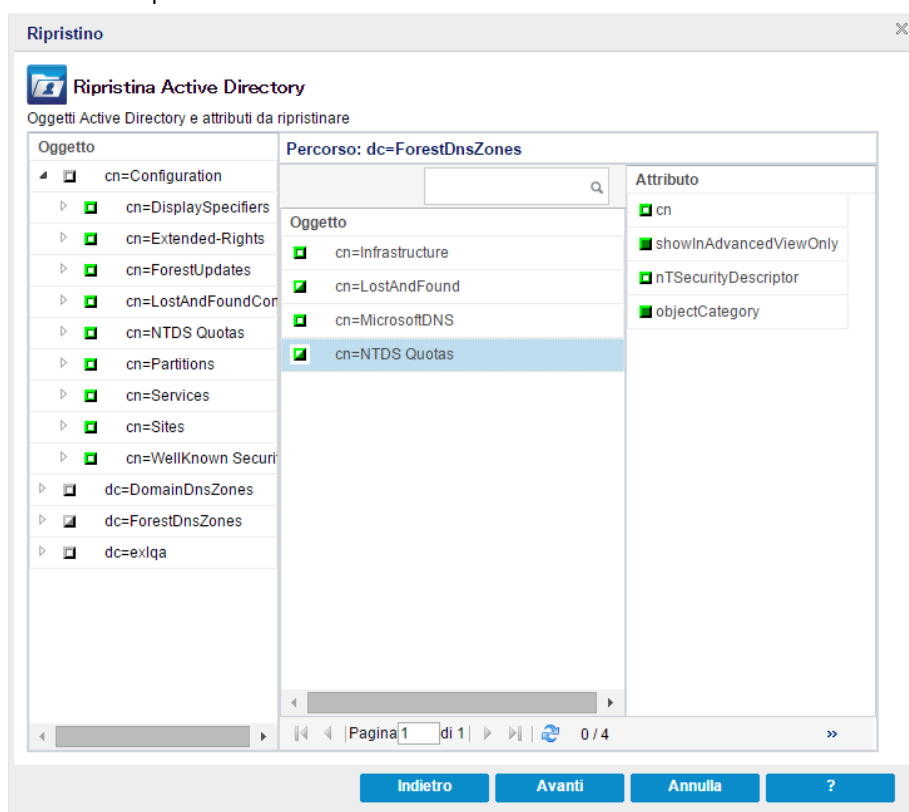 Ripristino
Ripristina Active Directory
Oggetti Active Directory e attributi da ripristinare
Oggetto
cn=Configuration
cn=DisplaySpecifiers
cn=Extended-Rights
cn=ForestUpdates
cn=LostAndFoundCon
cn=NTDS Quotas
cn=Partitions
cn=Services
cn=Sites
cn=WellKnown Securi
dc=DomainDnsZones
dc=ForestDnsZones
dc=exlqa
Percorso: dc=ForestDnsZones
Oggetto
cn=Infrastructure
cn=LostAndFound
cn=MicrosoftDNS
cn=NTDS Quotas
Attributo
cn
showInAdvancedViewOnly
nTSecurityDescriptor
objectCategory
Pagina 1 di 1 0 / 4 »
Indietro Avanti Annulla ?